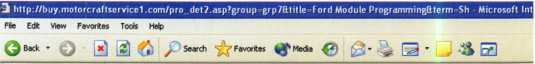 http://buy.motorcraftservice1.com/pro_det2.asp?group=grp7&title=Ford Module Programming&term=Sh - Microsoft Int
File Edit View Favorites Tools Help
Back Search Favorites Media